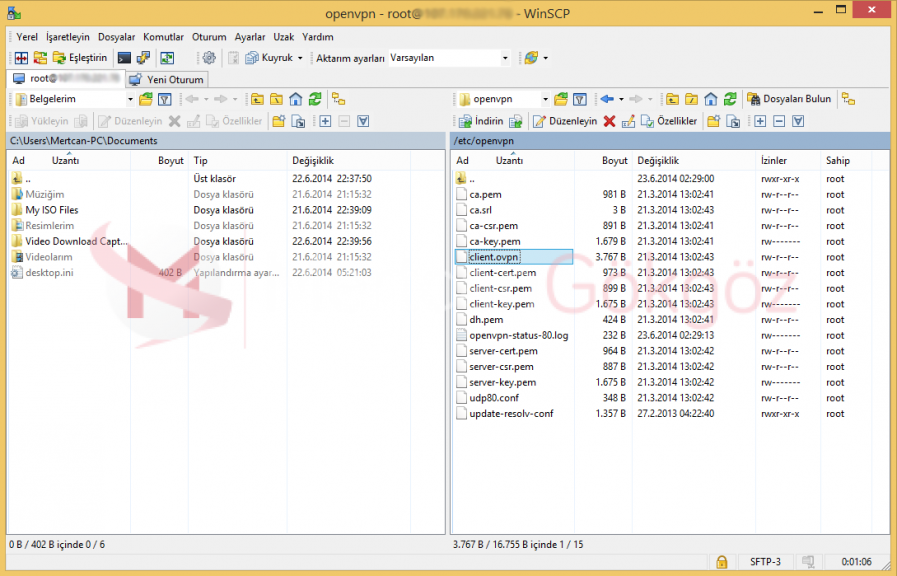 openvpn - root@ - WinSCP
Yerel İşaretleyin Dosyalar Komutlar Oturum Ayarlar Uzak Yardım
Eşleştirin Kuyruk Aktarım ayarları Varsayılan
root@ Yeni Oturum
Belgelerim openvpn Dosyaları Bulun
Yükleyin Düzenleyin Özellikler İndirin Düzenleyin Özellikler
C:\Users\Mertcan-PC\Documents /etc/openvpn
Ad Uzantı Boyut Tip Değişiklik
.. Üst klasör 22.6.2014 22:37:50
Müziğim Dosya klasörü 21.6.2014 21:15:32
My ISO Files Dosya klasörü 21.6.2014 22:39:09
Resimlerim Dosya klasörü 21.6.2014 21:15:32
Video Download Capt... Dosya klasörü 22.6.2014 22:39:56
Videolarım Dosya klasörü 21.6.2014 21:15:32
desktop.ini 402 B Yapılandırma ayar... 22.6.2014 05:21:03
Ad Uzantı Boyut Değişiklik İzinler Sahip
.. 23.6.2014 02:29:00 rwxr-xr-x root
ca.pem 981 B 21.3.2014 13:02:41 rw-r--r-- root
ca.srl 3 B 21.3.2014 13:02:43 rw-r--r-- root
ca-csr.pem 891 B 21.3.2014 13:02:41 rw-r--r-- root
ca-key.pem 1.679 B 21.3.2014 13:02:41 rw------- root
client.ovpn 3.767 B 21.3.2014 13:02:43 rw-r--r-- root
client-cert.pem 973 B 21.3.2014 13:02:43 rw-r--r-- root
client-csr.pem 899 B 21.3.2014 13:02:43 rw-r--r-- root
client-key.pem 1.675 B 21.3.2014 13:02:43 rw------- root
dh.pem 424 B 21.3.2014 13:02:41 rw-r--r-- root
openvpn-status-80.log 232 B 23.6.2014 02:29:13 rw------- root
server-cert.pem 964 B 21.3.2014 13:02:42 rw-r--r-- root
server-csr.pem 887 B 21.3.2014 13:02:42 rw-r--r-- root
server-key.pem 1.675 B 21.3.2014 13:02:42 rw------- root
udp80.conf 348 B 21.3.2014 13:02:42 rw-r--r-- root
update-resolv-conf 1.357 B 27.2.2013 04:22:40 rwxr-xr-x root
Gökgöz
0 B / 402 B içinde 0 / 6 3.767 B / 16.755 B içinde 1 / 15
SFTP-3 0:01:06